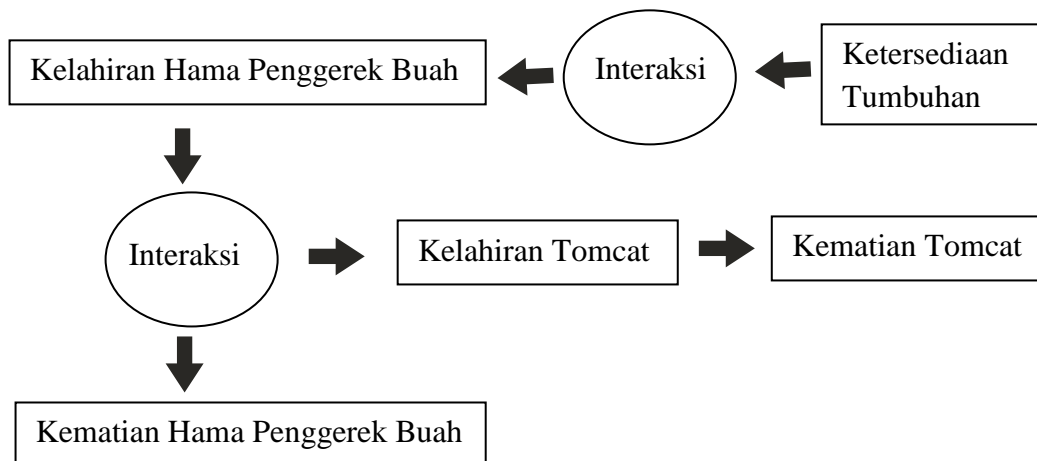 Kelahiran Hama Penggerek Buah
Interaksi
Ketersediaan
Tumbuhan
Interaksi
Kelahiran Tomcat
Kematian Tomcat
Kematian Hama Penggerek Buah